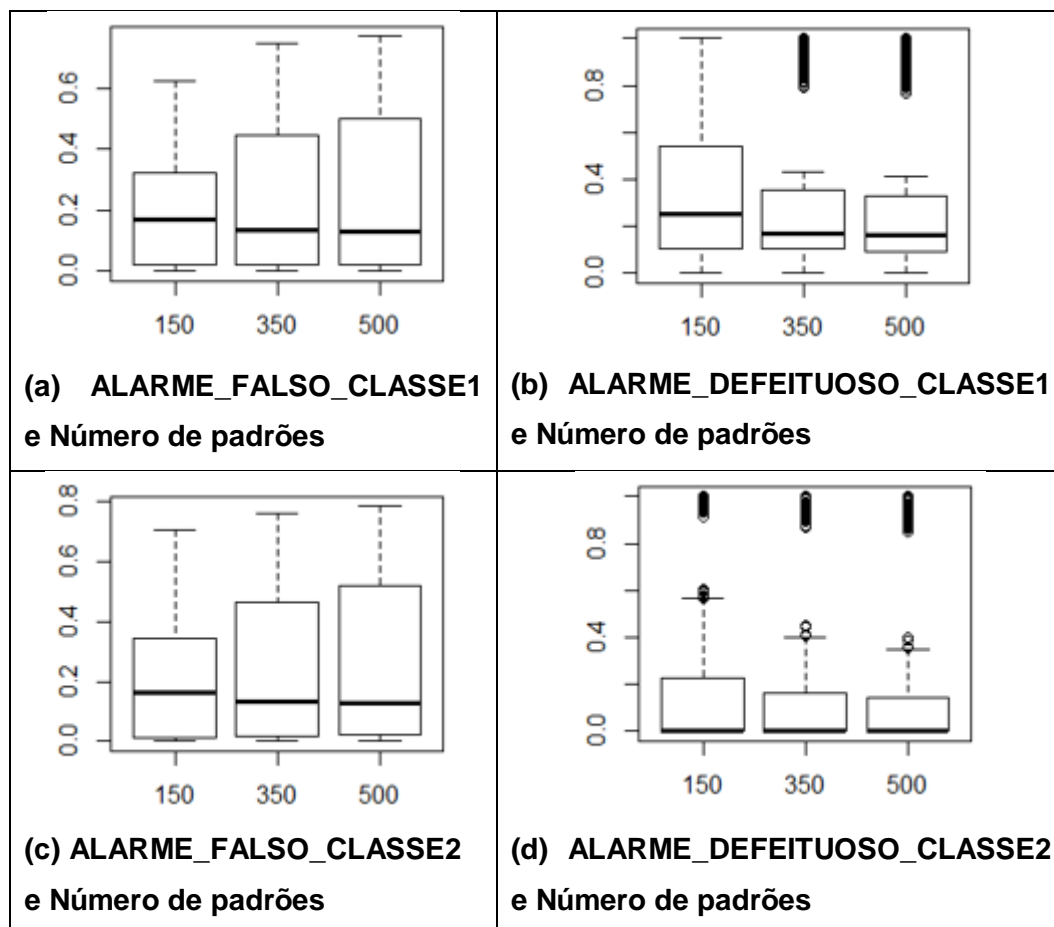 0.0 0.2 0.4 0.6
150 350 500
(a) ALARME_FALSO_CLASSE1
e Número de padrões
0.0 0.4 0.8
150 350 500
(b) ALARME_DEFEITUOSO_CLASSE1
e Número de padrões
0.0 0.2 0.4 0.6 0.8
150 350 500
(c) ALARME_FALSO_CLASSE2
e Número de padrões
0.0 0.4 0.8
150 350 500
(d) ALARME_DEFEITUOSO_CLASSE2
e Número de padrões